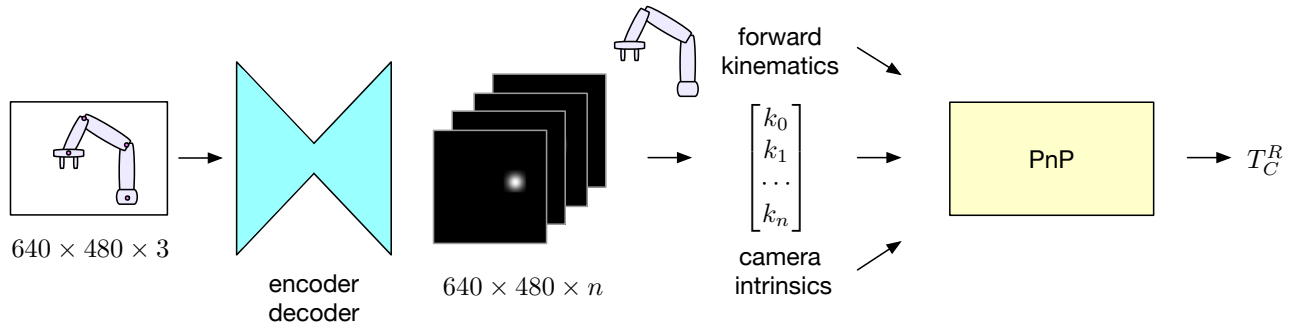 640 × 480 × 3
encoder
decoder
640 × 480 × n
forward
kinematics
k_0
k_1
...
k_n
camera
intrinsics
PnP
T_C^R